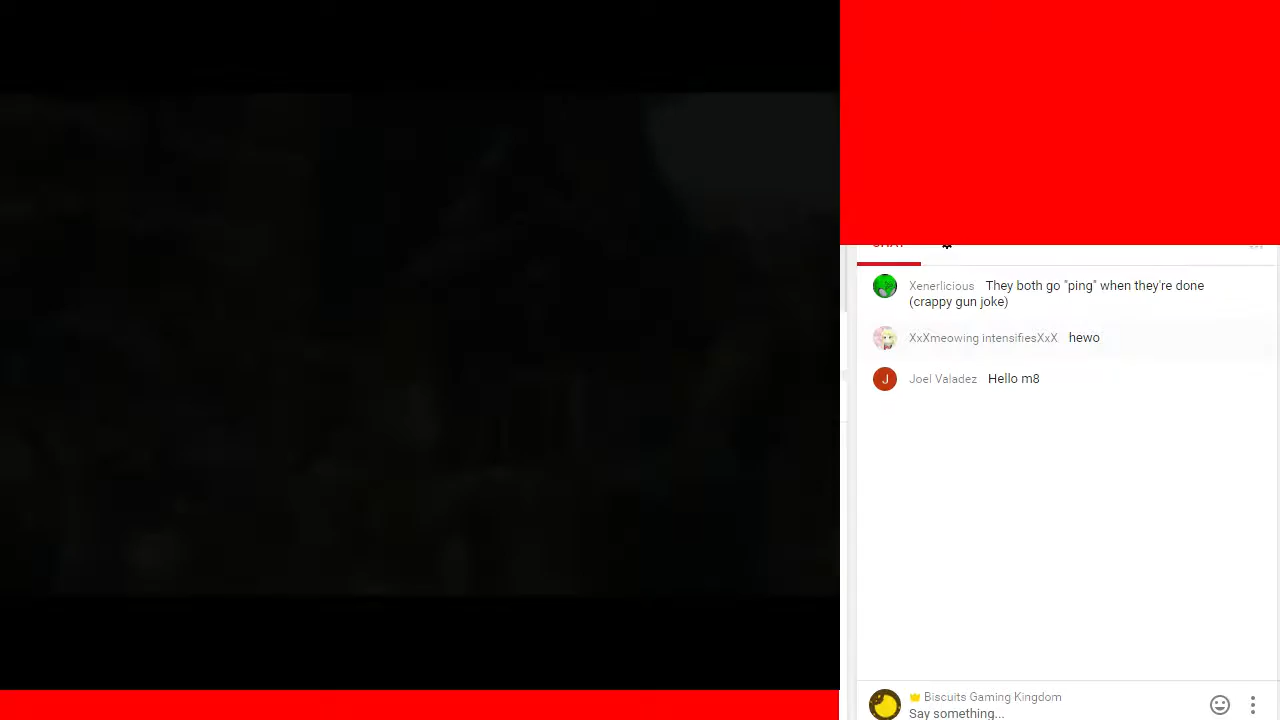 CHAT
Xenerlicious They both go "ping" when they're done
(crappy gun joke)
XxXmeowing intensifiesXxX hewo
J Joel Valadez Hello m8
Biscuits Gaming Kingdom
Say something...